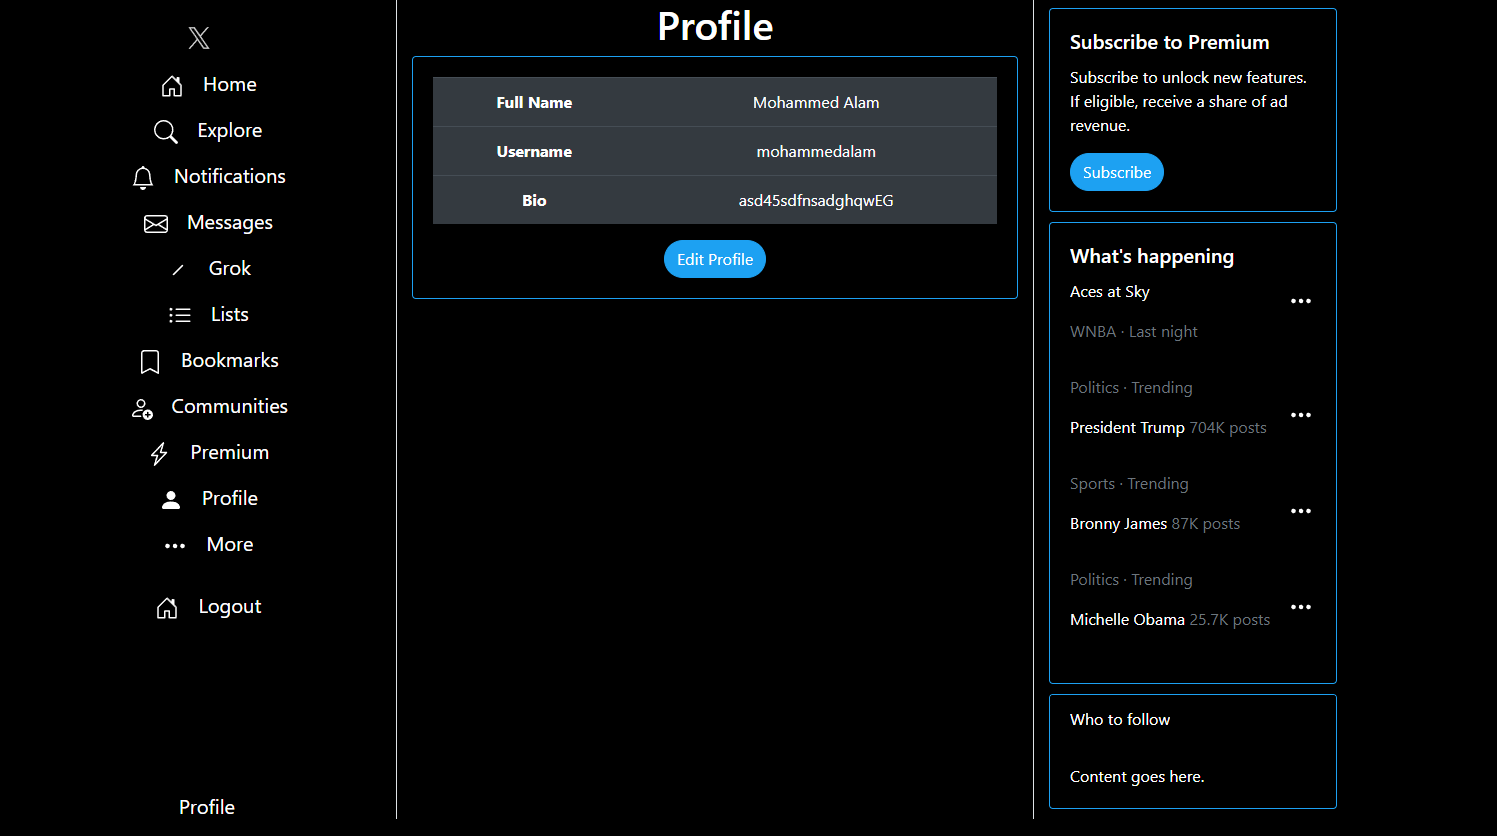 Home
Explore
Notifications
Messages
Grok
Lists
Bookmarks
Communities
Premium
Profile
More
Logout
Profile
Profile
Full Name Mohammed Alam
Username mohammedalam
Bio asd45sdfnsadghqwEG
Edit Profile
Subscribe to Premium
Subscribe to unlock new features.
If eligible, receive a share of ad
revenue.
Subscribe
What's happening
Aces at Sky
WNBA · Last night
Politics · Trending
President Trump 704K posts
Sports · Trending
Bronny James 87K posts
Politics · Trending
Michelle Obama 25.7K posts
Who to follow
Content goes here.